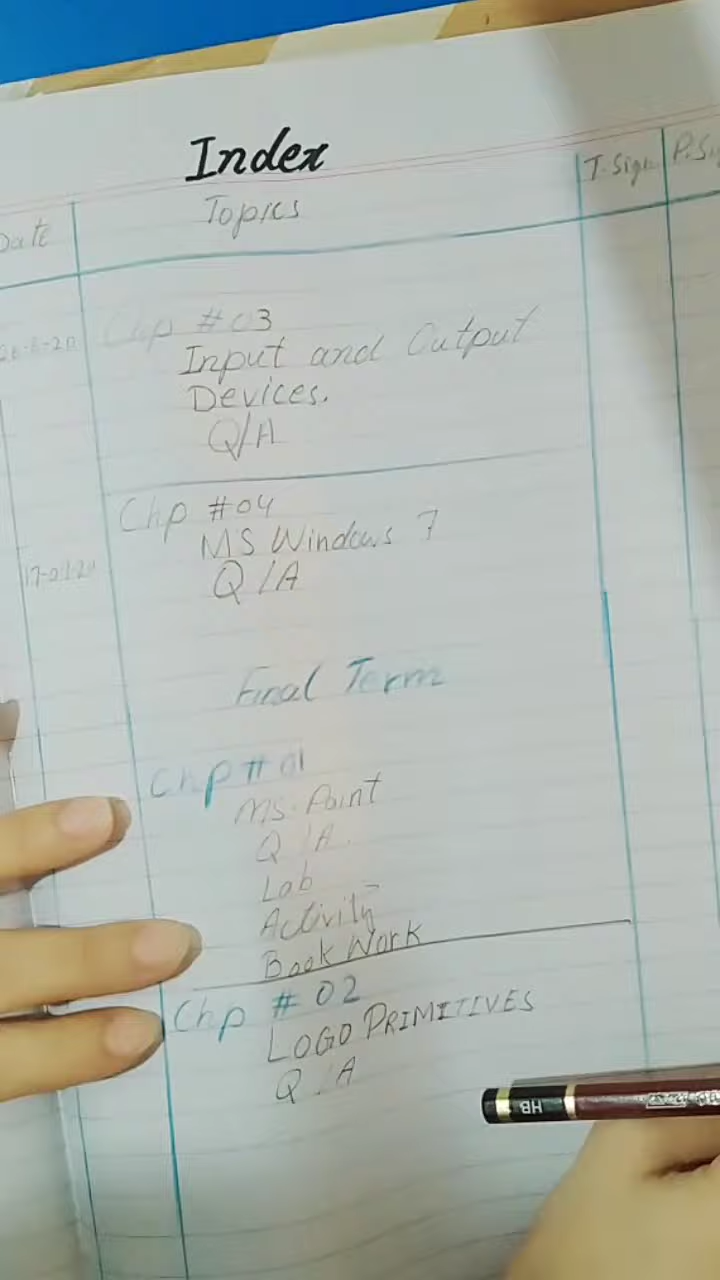 Index
Date Topics T. Sign P. Si
Chp #03
Input and Output
Devices.
Q/A
Chp #04
MS Windows 7
Q/A
Final Term
Chp #01
MS Paint
Q/A
Lab
Activity
Book Work
Chp #02
LOGO PRIMITIVES
Q/A
HB